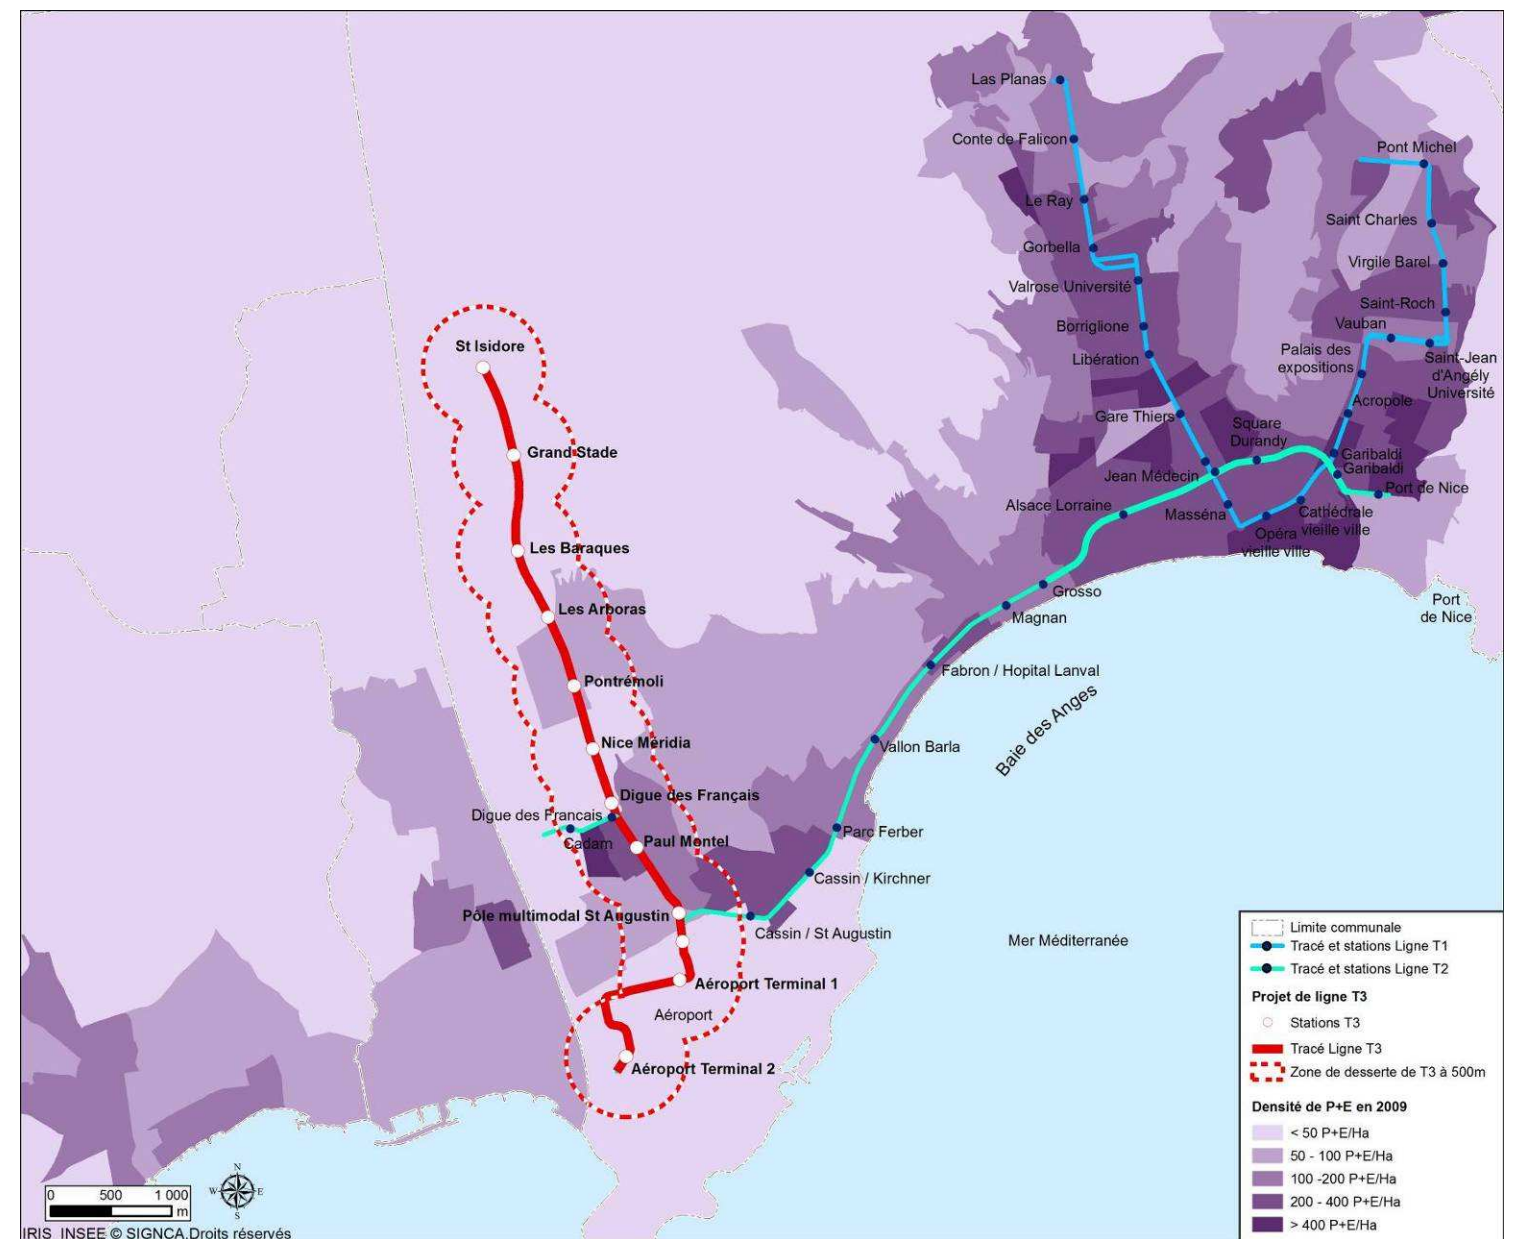 Las Planas
Conte de Falicon
Le Ray
Gorbella
Valrose Université
Borriglione
Libération
Gare Thiers
Jean Médecin
Masséna
Opéra
vieille ville
Cathédrale
vieille ville
Garibaldi
Garibaldi
Port de Nice
Acropole
Palais des
expositions
Vauban
Saint-Jean
d'Angély
Université
Saint-Roch
Virgile Barel
Saint Charles
Pont Michel
Square
Durandy
Alsace Lorraine
Grosso
Magnan
Fabron / Hopital Lanval
Vallon Barla
Parc Ferber
Cassin / Kirchner
Cassin / St Augustin
Port
de Nice
Baie des Anges
Mer Méditerranée
St Isidore
Grand Stade
Les Baraques
Les Arboras
Pontrémoli
Nice Méridia
Digue des Français
Digue des Francais
Cadam
Paul Montel
Pôle multimodal St Augustin
Aéroport Terminal 1
Aéroport
Aéroport Terminal 2
Limite communale
Tracé et stations Ligne T1
Tracé et stations Ligne T2
Projet de ligne T3
Stations T3
Tracé Ligne T3
Zone de desserte de T3 à 500m
Densité de P+E en 2009
< 50 P+E/Ha
50 - 100 P+E/Ha
100 -200 P+E/Ha
200 - 400 P+E/Ha
> 400 P+E/Ha
0 500 1 000
m
N
W E
S
IRIS INSEE © SIGNCA.Droits réservés